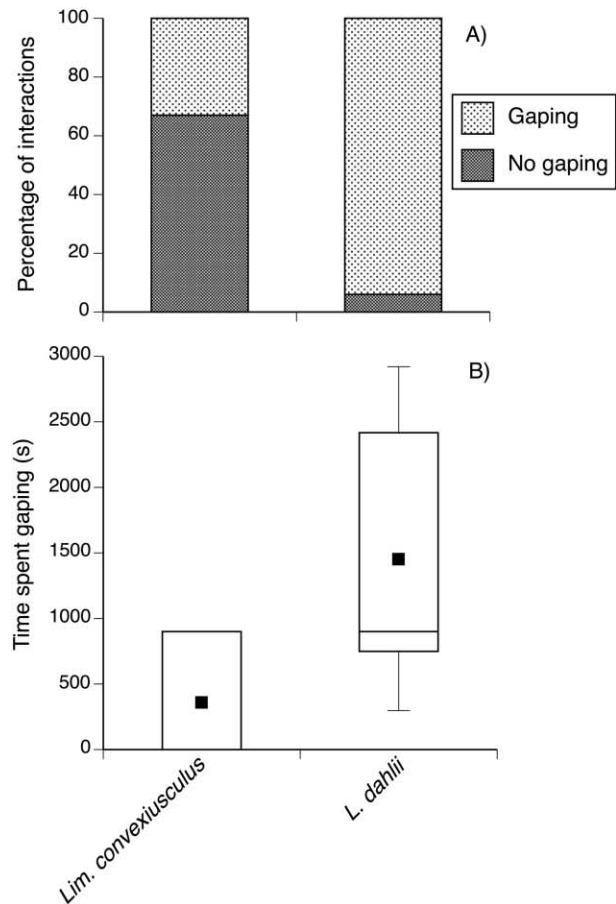 A)
Percentage of interactions
100
80
60
40
20
0
Gaping
No gaping
B)
Time spent gaping (s)
3000
2500
2000
1500
1000
500
0
Lim. convexiusculus
L. dahlii